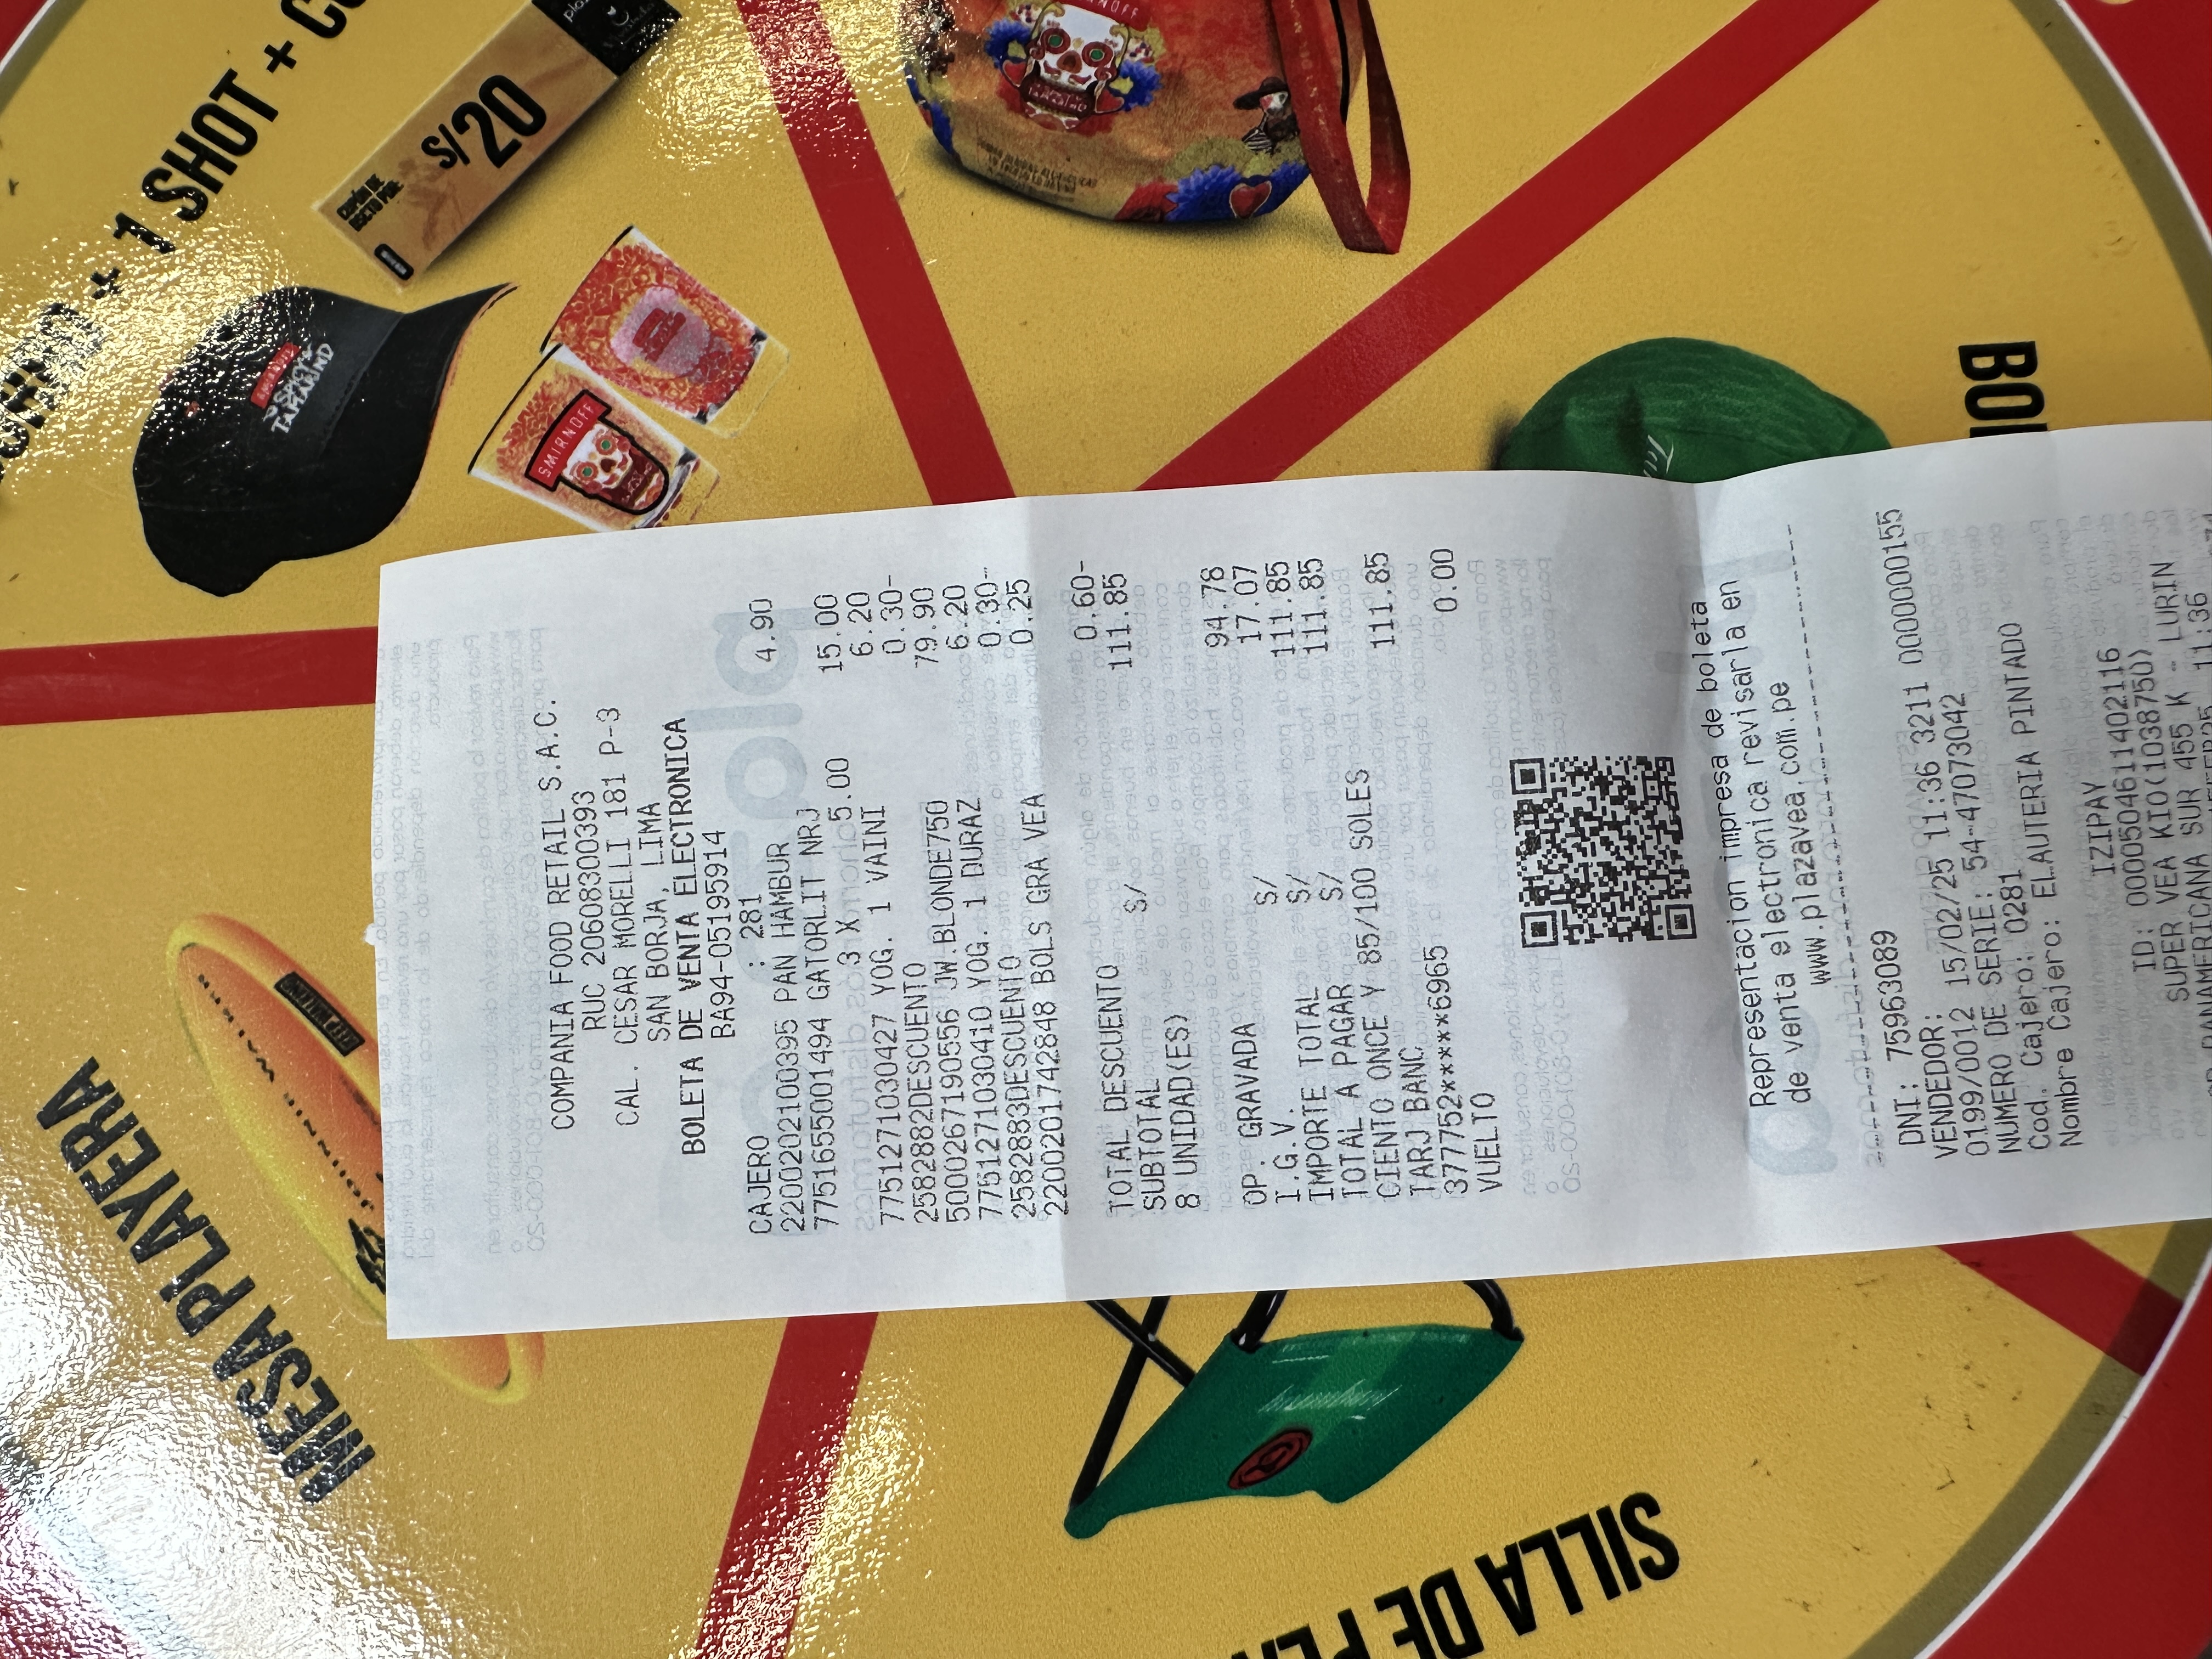 MESA PLAYERA
JOHNNIE WALKER
KEEP WALKING
+ 1 SHOT +
SMIRNOFF
SPICY
TAMARIND
S/20
SMIRNOFF
COMPANIA FOOD RETAIL S.A.C.
RUC 20608300393
CAL. CESAR MORELLI 181 P-3
SAN BORJA, LIMA
BOLETA DE VENTA ELECTRONICA
BA94-05195914
CAJERO : 281
2200202100395 PAN HAMBUR 4.90
7751655001494 GATORLIT NRJ
3 X 5.00 15.00
7751271030427 YOG. 1 VAINI 6.20
2582882DESCUENTO 0.30-
5000267190556 JW.BLONDE750 79.90
7751271030410 YOG. 1 DURAZ 6.20
2582883DESCUENTO 0.30-
2200201742848 BOLS GRA VEA 0.25
TOTAL DESCUENTO 0.60-
SUBTOTAL S/ 111.85
8 UNIDAD(ES)
OP. GRAVADA 94.78
I.G.V. S/ 17.07
IMPORTE TOTAL S/ 111.85
TOTAL A PAGAR S/ 111.85
CIENTO ONCE Y 85/100 SOLES
TARJ BANC 111.85
377752*****6965
VUELTO 0.00
Representacion impresa de boleta
de venta electronica revisarla en
www.plazavea.com.pe
DNI: 75963089
VENDEDOR:
0199/0012 15/02/25 11:36 3211 0000000155
NUMERO DE SERIE: 54-47073042
Cod. Cajero: 0281
Nombre Cajero: ELAUTERIA PINTADO
IZIPAY
ID: 0000504611402116
SUPER VEA KIO(1038750)
PANAMERICANA SUR 455 K - LURIN
11:36
SILLA DE